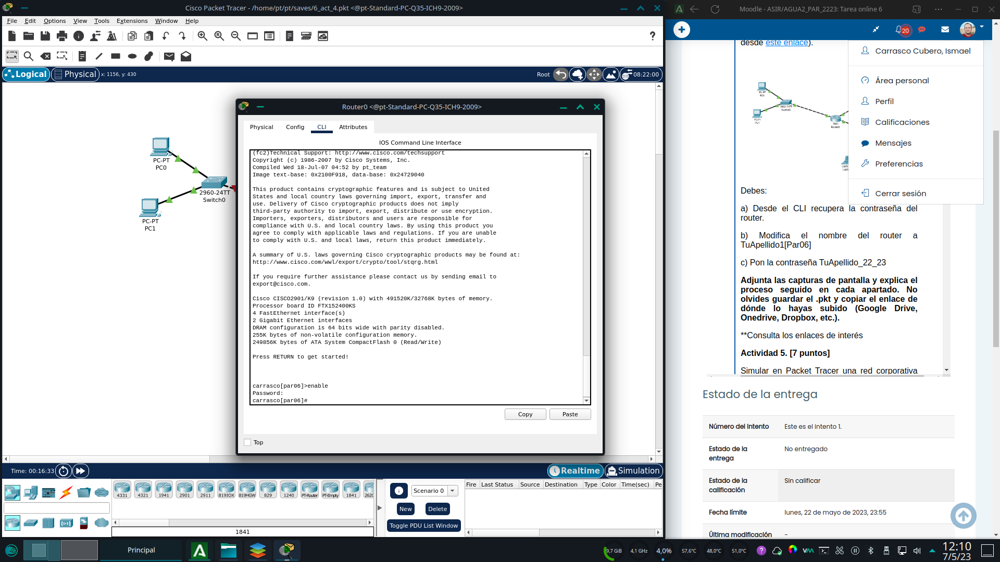 Cisco Packet Tracer - /home/pt/pt/saves/6_act_4.pkt <@pt-Standard-PC-Q35-ICH9-2009>
File Edit Options View Tools Extensions Window Help
?
Logical Physical x: 1156, y: 430
Root 08:22:00
PC-PT
PC0
2960-24TT
Switch0
PC-PT
PC1
Router0 <@pt-Standard-PC-Q35-ICH9-2009>
Physical Config CLI Attributes
IOS Command Line Interface
(fc2)Technical Support: http://www.cisco.com/techsupport
Copyright (c) 1986-2007 by Cisco Systems, Inc.
Compiled Wed 18-Jul-07 04:52 by pt_team
Image text-base: 0x2100F918, data-base: 0x24729040
This product contains cryptographic features and is subject to United
States and local country laws governing import, export, transfer and
use. Delivery of Cisco cryptographic products does not imply
third-party authority to import, export, distribute or use encryption.
Importers, exporters, distributors and users are responsible for
compliance with U.S. and local country laws. By using this product you
agree to comply with applicable laws and regulations. If you are unable
to comply with U.S. and local laws, return this product immediately.
A summary of U.S. laws governing Cisco cryptographic products may be found at:
http://www.cisco.com/wwl/export/crypto/tool/stqrg.html
If you require further assistance please contact us by sending email to
export@cisco.com.
Cisco CISCO2901/K9 (revision 1.0) with 491520K/32768K bytes of memory.
Processor board ID FTX152400KS
4 FastEthernet interface(s)
2 Gigabit Ethernet interfaces
DRAM configuration is 64 bits wide with parity disabled.
255K bytes of non-volatile configuration memory.
249856K bytes of ATA System CompactFlash 0 (Read/Write)
Press RETURN to get started!
carrasco[par06]>enable
Password:
carrasco[par06]#
Copy Paste
Top
Time: 00:16:33
Realtime Simulation
4331 4321 1941 2901 2911 819IOX 819HGW 829 1240 PT-Router PT-Empty 1841 262
1841
Scenario 0
New Delete
Toggle PDU List Window
Fire Last Status Source Destination Type Color Time(sec) Pe
Moodle - ASIR/AGUA2_PAR_2223: Tarea online 6
20
desde este enlace).
Carrasco Cubero, Ismael
Área personal
Perfil
Calificaciones
Mensajes
Preferencias
Cerrar sesión
PC-PT
PC0
2960-24TT
Switch0
PC-PT
PC1
2901
Router0
Debes:
a) Desde el CLI recupera la contraseña del
router.
b) Modifica el nombre del router a
TuApellido1[Par06]
c) Pon la contraseña TuApellido_22_23
Adjunta las capturas de pantalla y explica el
proceso seguido en cada apartado. No
olvides guardar el .pkt y copiar el enlace de
dónde lo hayas subido (Google Drive,
Onedrive, Dropbox, etc.).
**Consulta los enlaces de interés
Actividad 5. [7 puntos]
Simular en Packet Tracer una red corporativa
Estado de la entrega
Número del intento Este es el intento 1.
Estado de la
entrega
No entregado
Estado de la
calificación
Sin calificar
Fecha límite lunes, 22 de mayo de 2023, 23:55
Última modificación -
Principal
9,7 GiB 4,1 GHz 4,0% 57,6°C 48,0°C 51,0°C
12:10
7/5/23